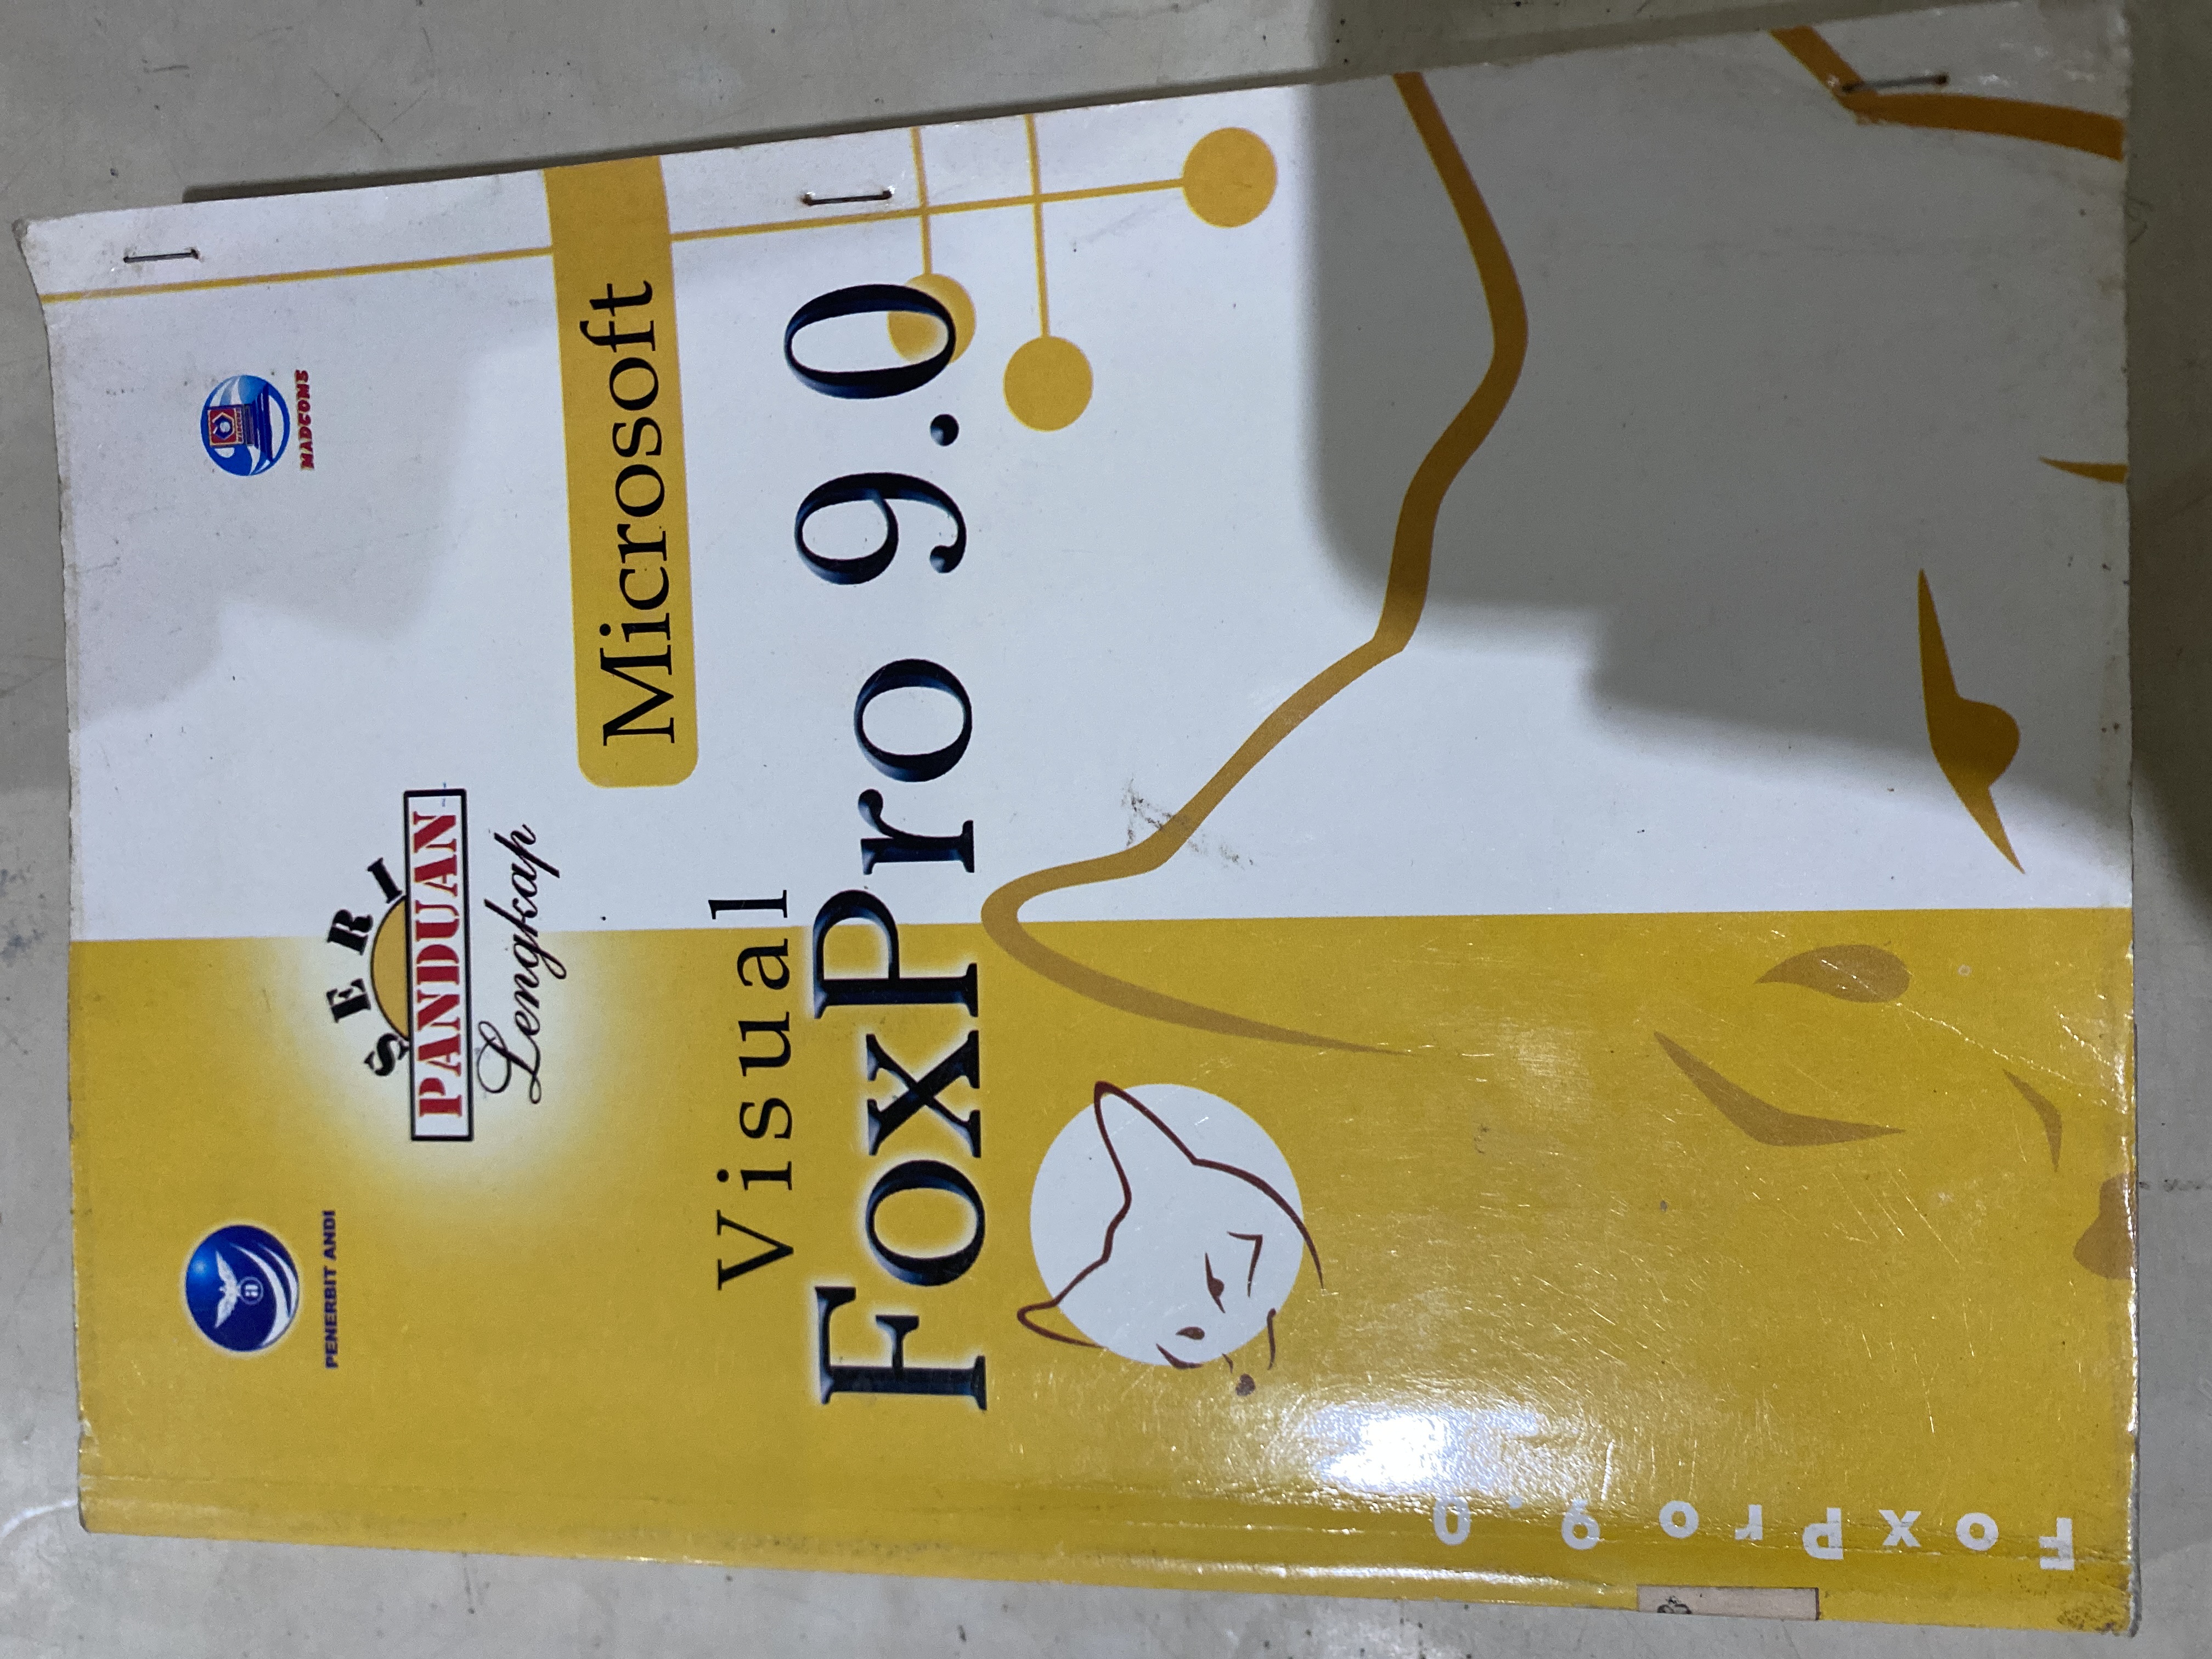 PENERBIT ANDI
MADCOMS
SERI
PANDUAN
Lengkap
Microsoft
Visual
FoxPro 9.0
FoxPro 9.0